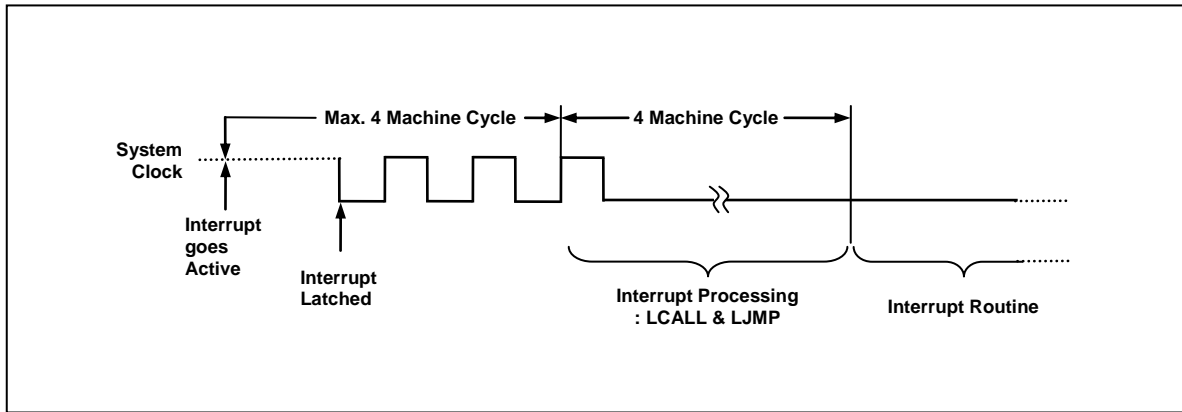 Max. 4 Machine Cycle
4 Machine Cycle
System
Clock
Interrupt
goes
Active
Interrupt
Latched
Interrupt Processing
: LCALL & LJMP
Interrupt Routine